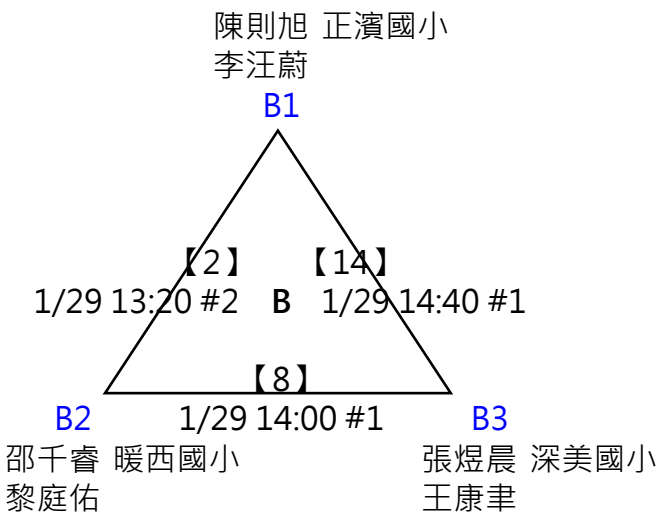 陳則旭 正濱國小
李汪蔚
B1
【2】
【14】
1/29 13:20 #2
B
1/29 14:40 #1
【8】
B2
1/29 14:00 #1
B3
邵千睿 暖西國小
黎庭佑
張煜晨 深美國小
王康聿